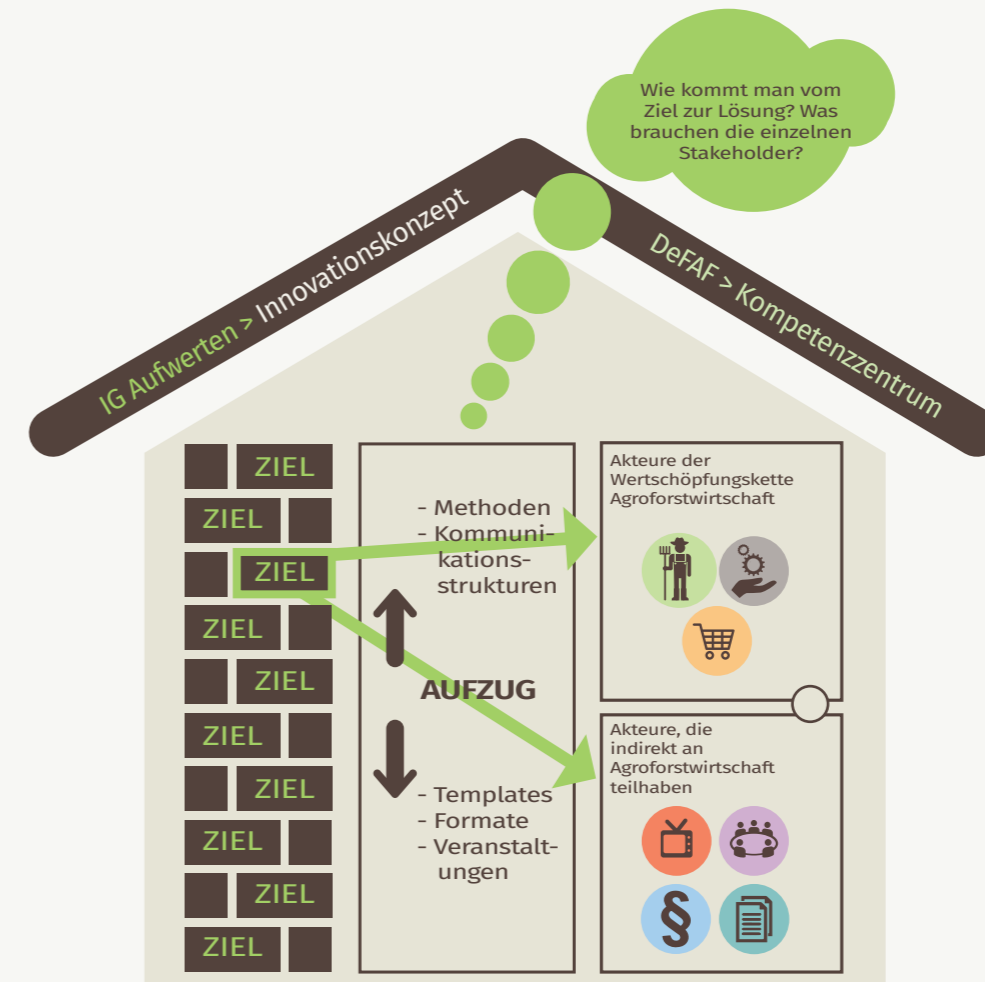 Wie kommt man vom
Ziel zur Lösung? Was
brauchen die einzelnen
Stakeholder?
IG Aufwerten > Innovationskonzept
DeFAF > Kompetenzzentrum
ZIEL
ZIEL
ZIEL
ZIEL
ZIEL
ZIEL
ZIEL
ZIEL
ZIEL
ZIEL
- Methoden
- Kommuni-
kations-
strukturen
AUFZUG
- Templates
- Formate
- Veranstalt-
ungen
Akteure der
Wertschöpfungskette
Agroforstwirtschaft
Akteure, die
indirekt an
Agroforstwirtschaft
teilhaben
§